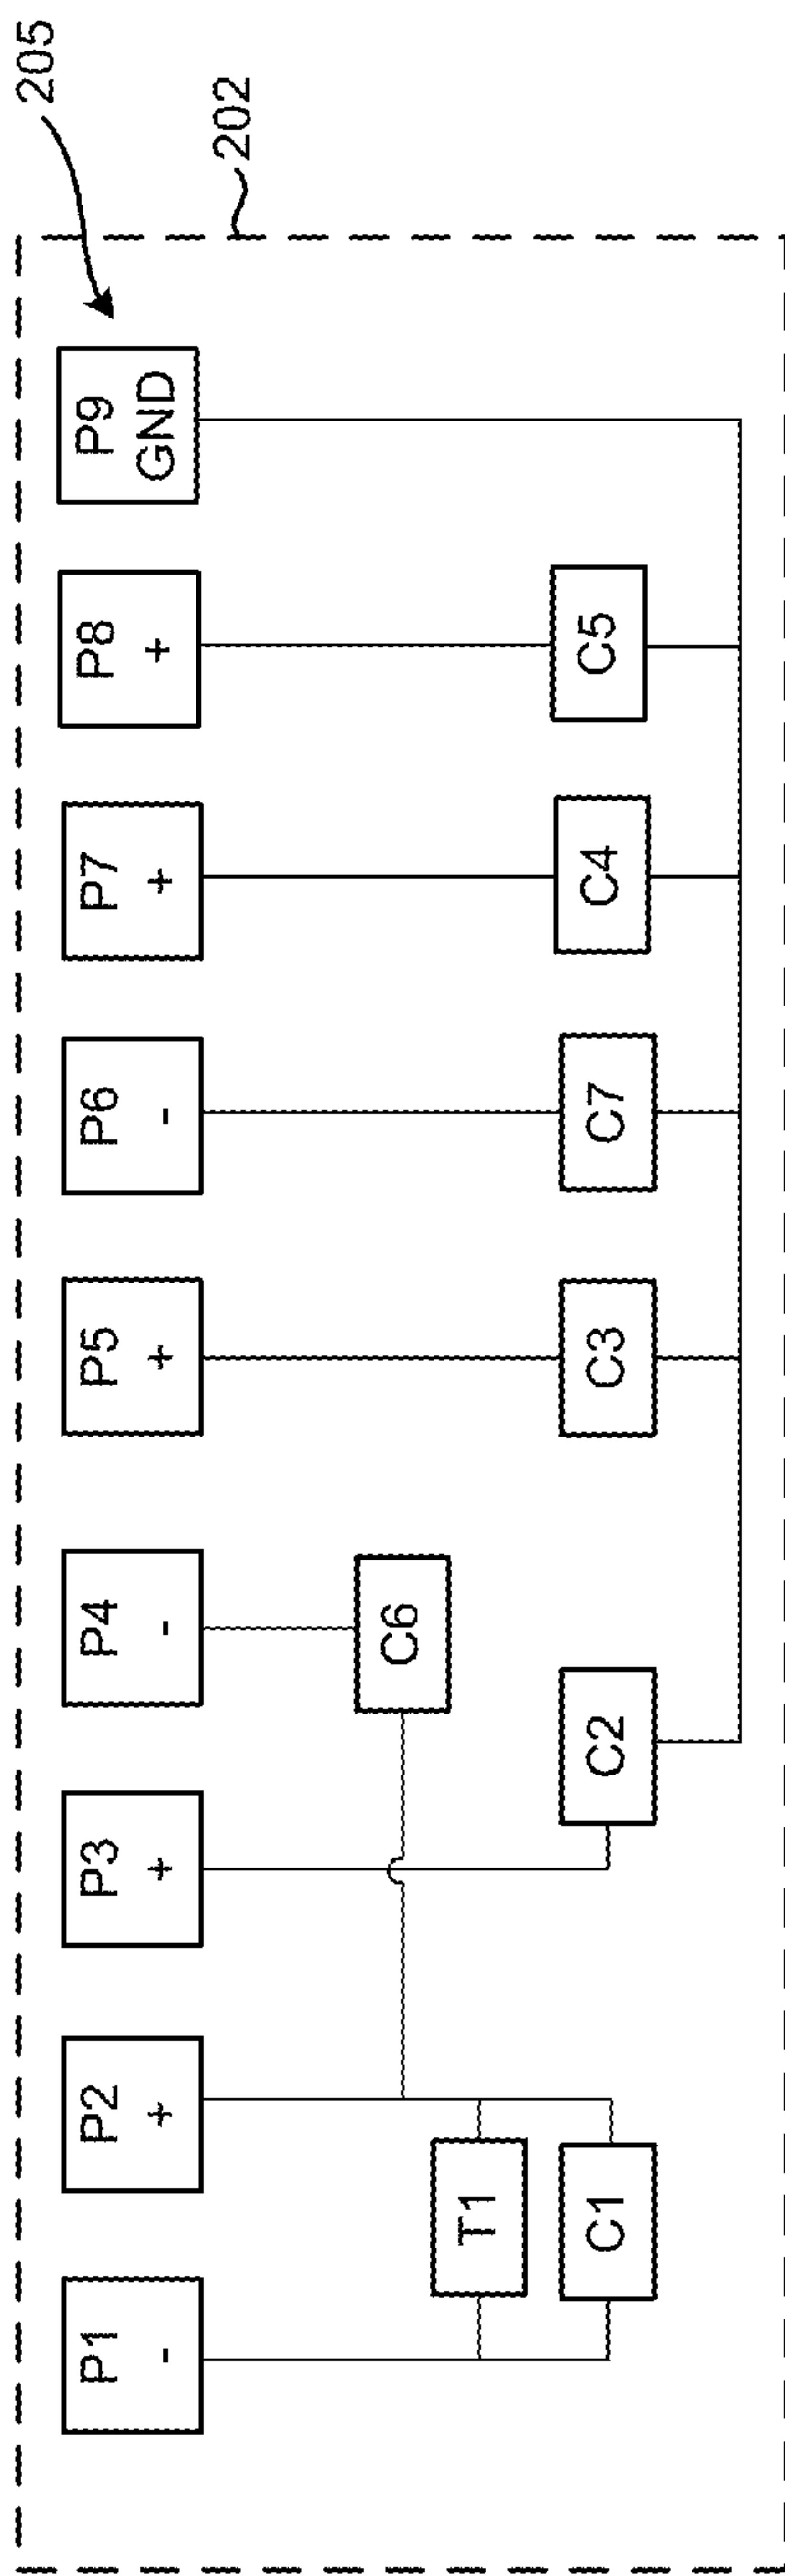 205
202
P1
-
P2
+
P3
+
P4
-
P5
+
P6
-
P7
+
P8
+
P9
GND
C6
T1
C1
C2
C3
C7
C4
C5